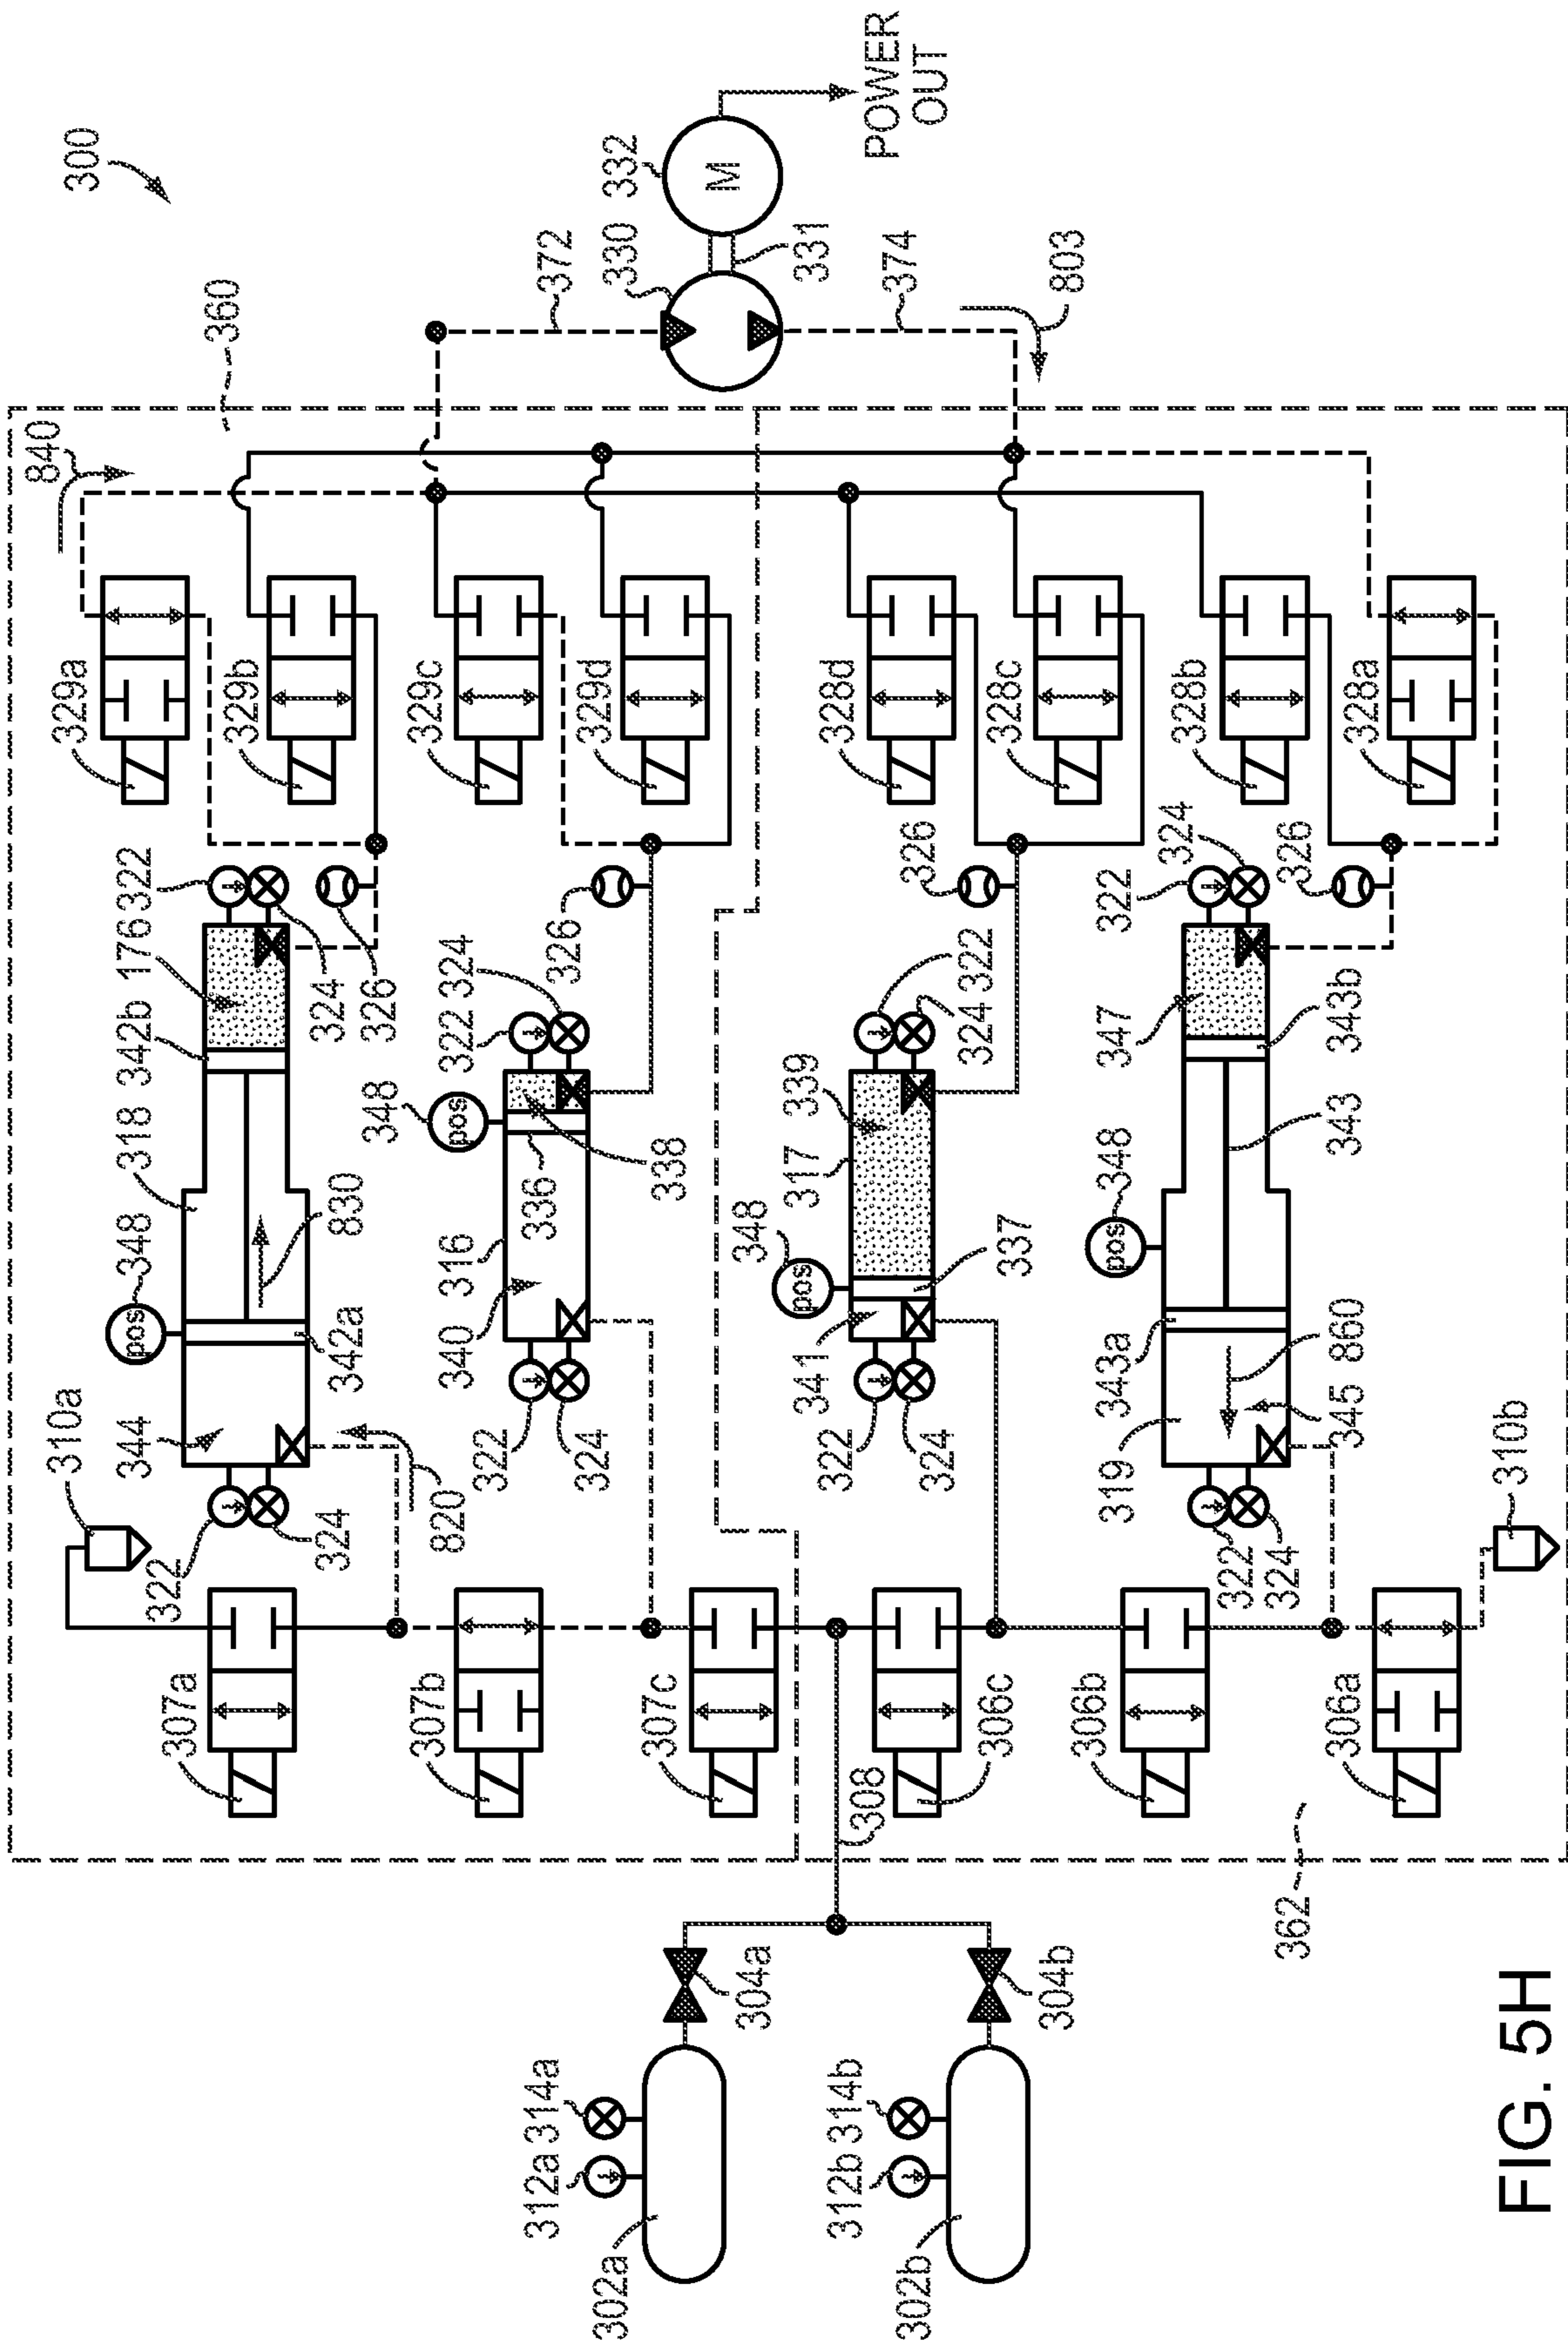 300
360
840
372
330
332
M
331
374
803
POWER
OUT
329a
329b
329c
329d
328d
328c
328b
328a
322
176
324
326
342b
318
830
348
pos
342a
344
310a
322
324
820
322
324
326
348
pos
338
336
316
340
322
324
326
322
324
339
317
337
348
pos
341
322
324
322
324
326
347
343b
343
348
pos
343a
860
345
319
322
324
310b
307a
307b
307c
306c
306b
306a
308
362
304a
304b
314a
312a
302a
314b
312b
302b
FIG. 5H